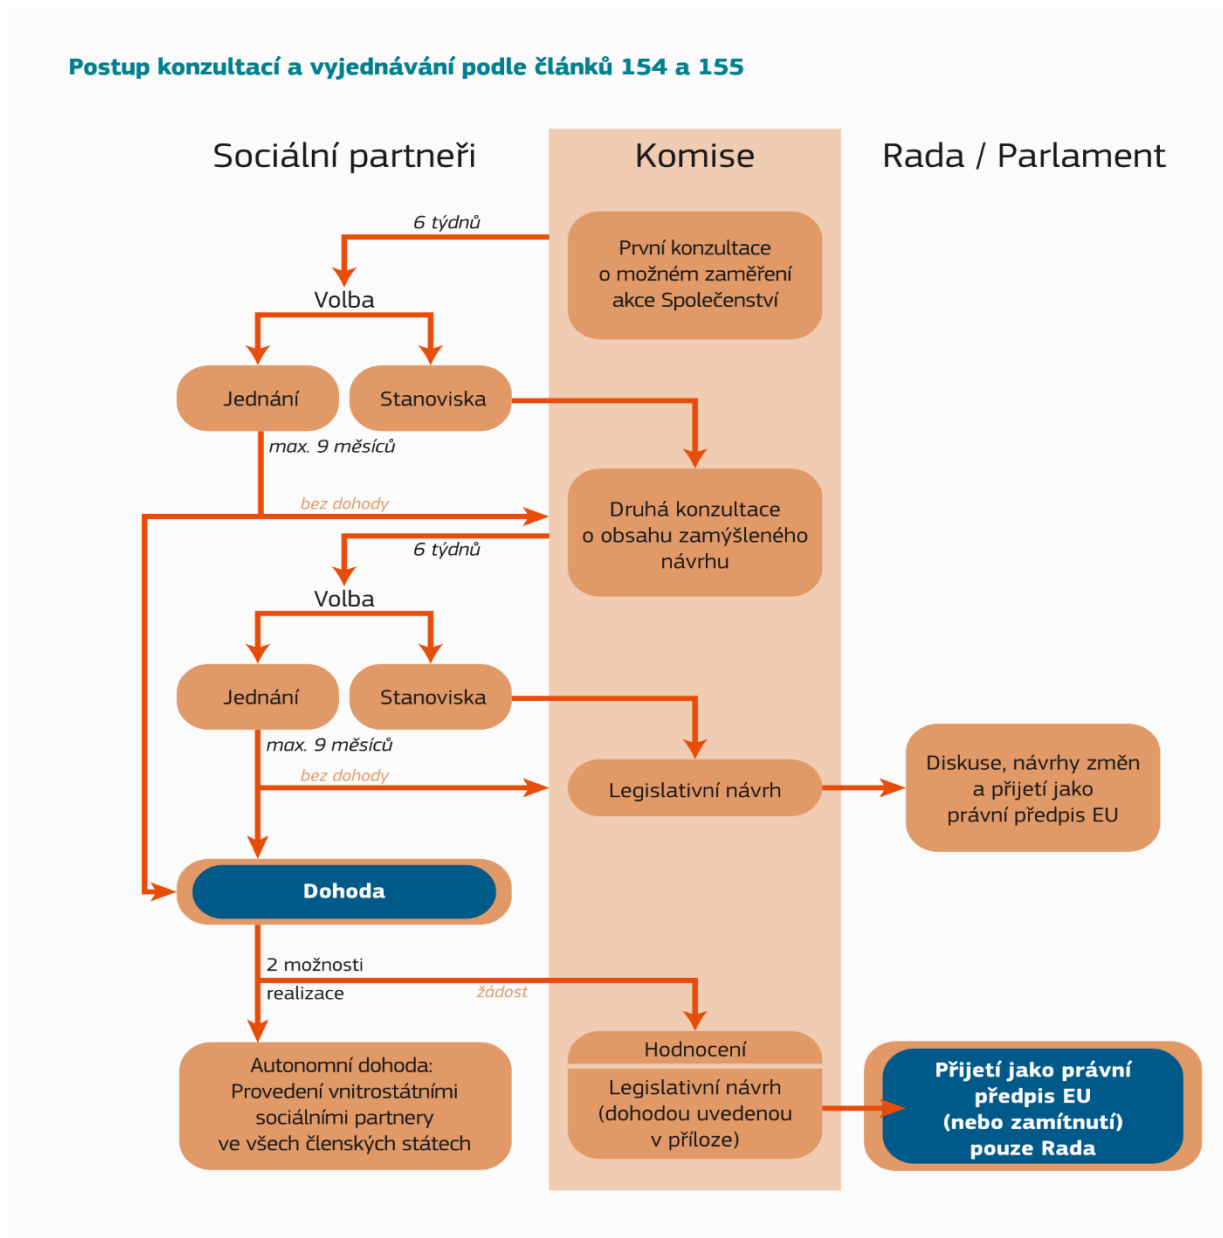 Postup konzultací a vyjednávání podle článků 154 a 155
Sociální partneři
Komise
Rada / Parlament
6 týdnů
První konzultace
o možném zaměření
akce Společenství
Volba
Jednání
Stanoviska
max. 9 měsíců
bez dohody
Druhá konzultace
o obsahu zamýšleného
návrhu
6 týdnů
Volba
Jednání
Stanoviska
max. 9 měsíců
bez dohody
Legislativní návrh
Diskuse, návrhy změn
a přijetí jako
právní předpis EU
Dohoda
2 možnosti
realizace
žádost
Autonomní dohoda:
Provedení vnitrostátními
sociálními partnery
ve všech členských státech
Hodnocení
Legislativní návrh
(dohodou uvedenou
v příloze)
Přijetí jako právní
předpis EU
(nebo zamítnutí)
pouze Rada